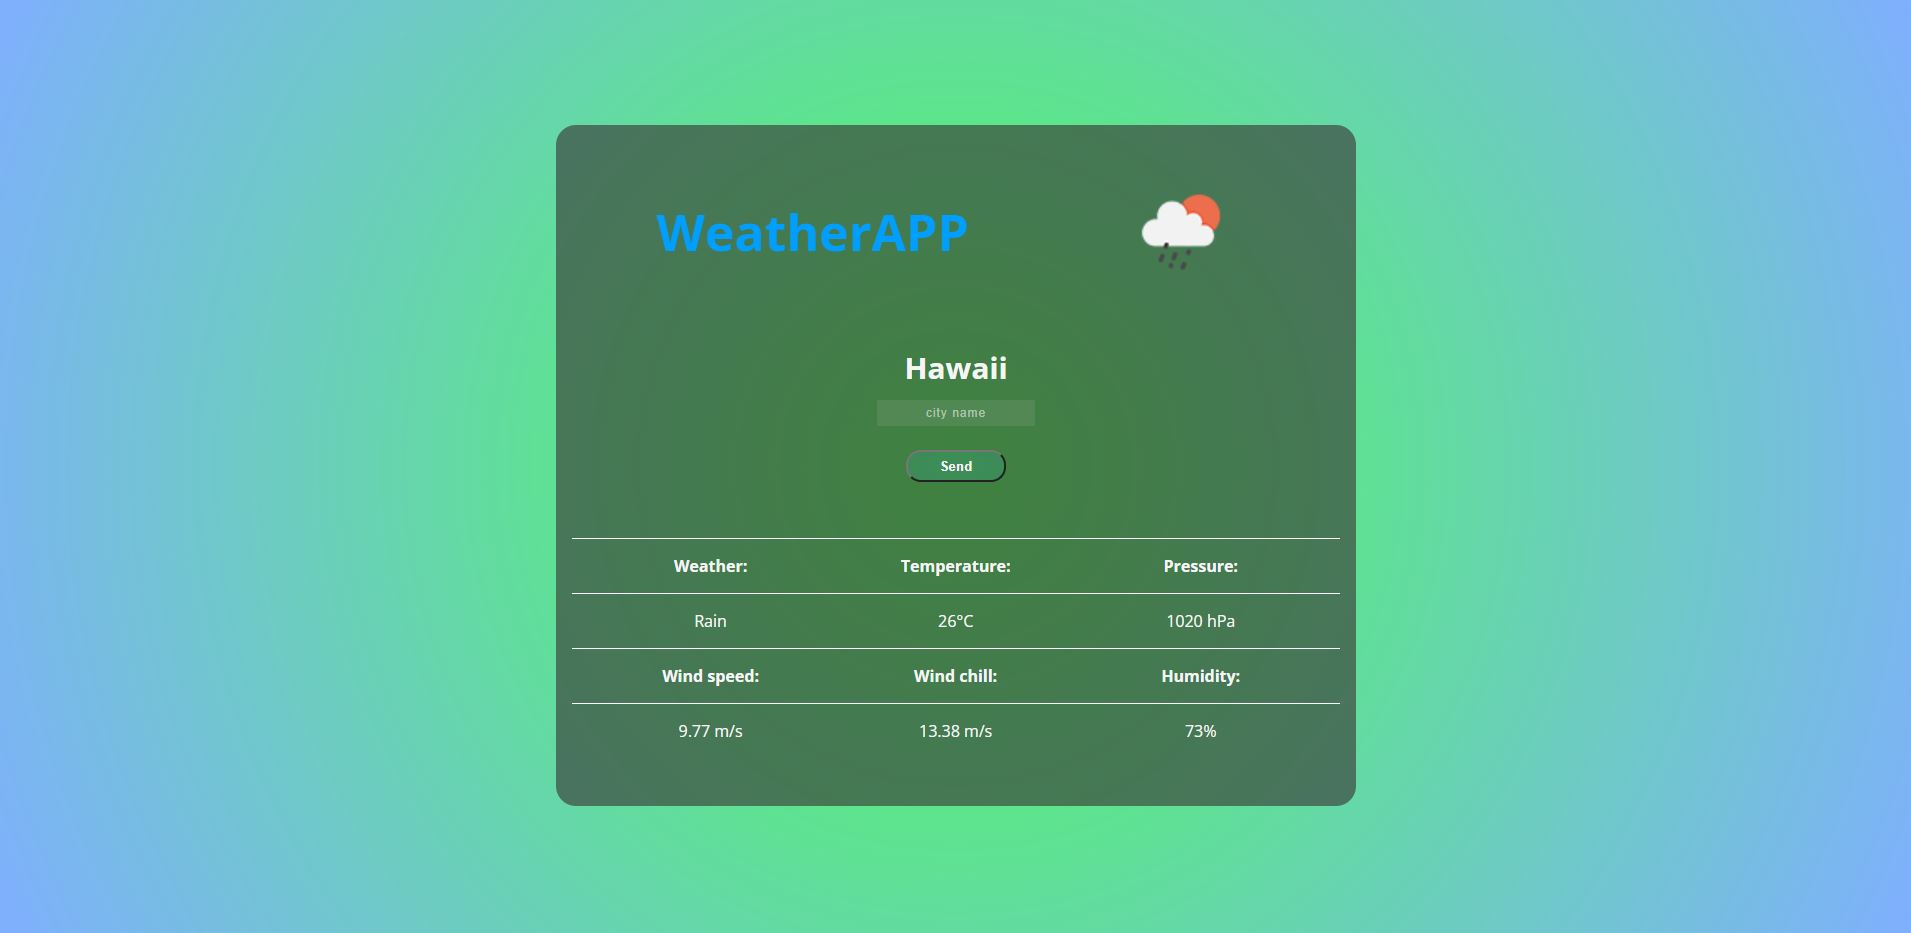 WeatherAPP
Hawaii
city name
Send
Weather: Temperature: Pressure:
Rain 26°C 1020 hPa
Wind speed: Wind chill: Humidity:
9.77 m/s 13.38 m/s 73%